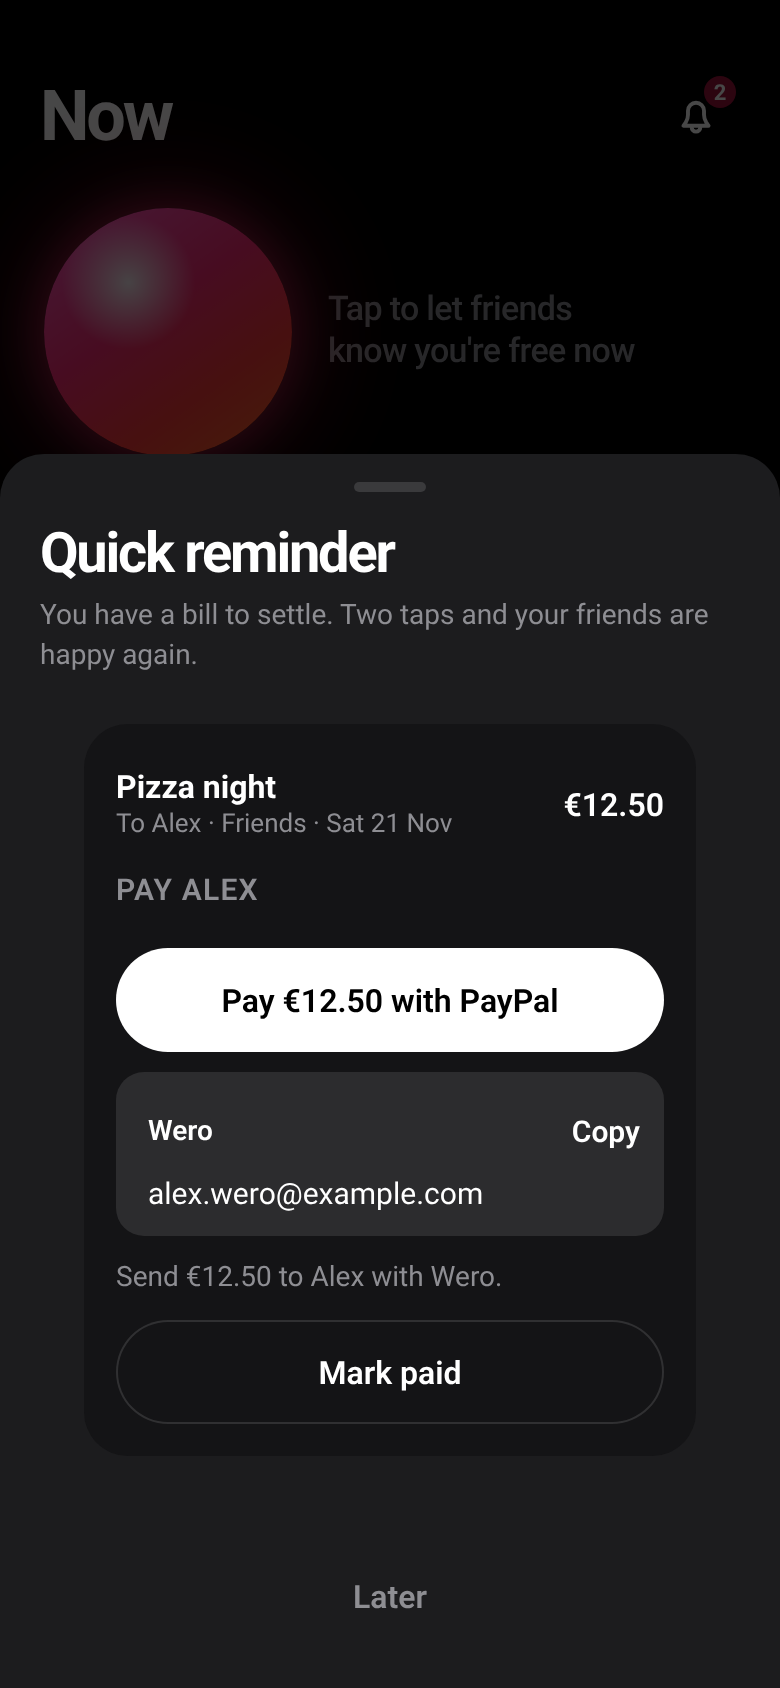 Now
2
Tap to let friends
know you're free now
Quick reminder
You have a bill to settle. Two taps and your friends are
happy again.
Pizza night
€12.50
To Alex · Friends · Sat 21 Nov
PAY ALEX
Pay €12.50 with PayPal
Wero
Copy
alex.wero@example.com
Send €12.50 to Alex with Wero.
Mark paid
Later